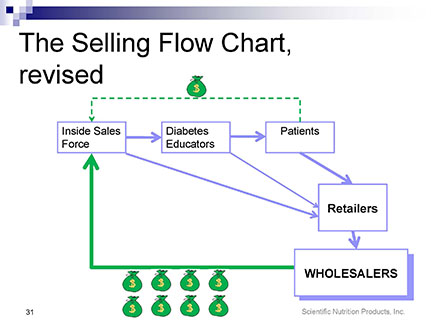 The Selling Flow Chart,
revised
$
Inside Sales
Force
Diabetes
Educators
Patients
Retailers
WHOLESALERS
$ $ $ $
$ $ $ $
31
Scientific Nutrition Products, Inc.